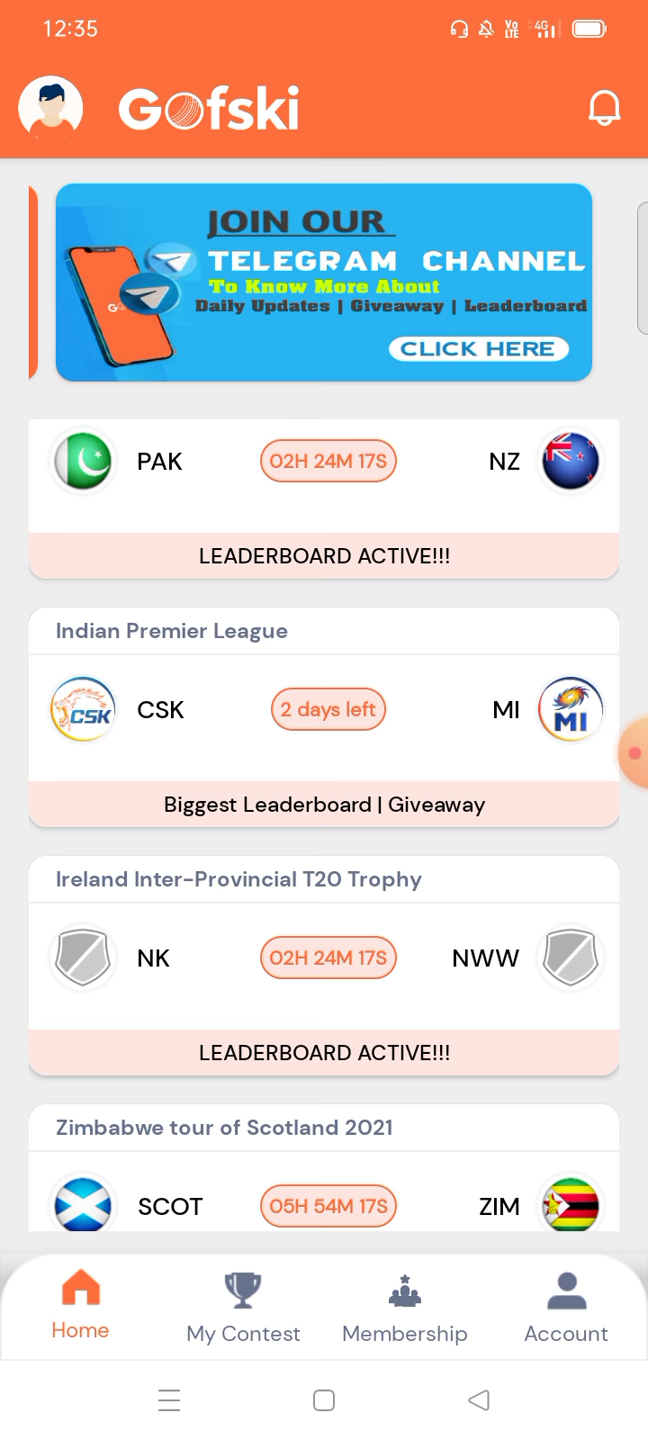 12:35
Vo LTE 4G
Gofski
JOIN OUR
TELEGRAM CHANNEL
To Know More About
Daily Updates | Giveaway | Leaderboard
CLICK HERE
PAK 02H 24M 17S NZ
LEADERBOARD ACTIVE!!!
Indian Premier League
CSK CSK 2 days left MI MI
Biggest Leaderboard | Giveaway
Ireland Inter-Provincial T20 Trophy
NK 02H 24M 17S NWW
LEADERBOARD ACTIVE!!!
Zimbabwe tour of Scotland 2021
SCOT 05H 54M 17S ZIM
Home My Contest Membership Account